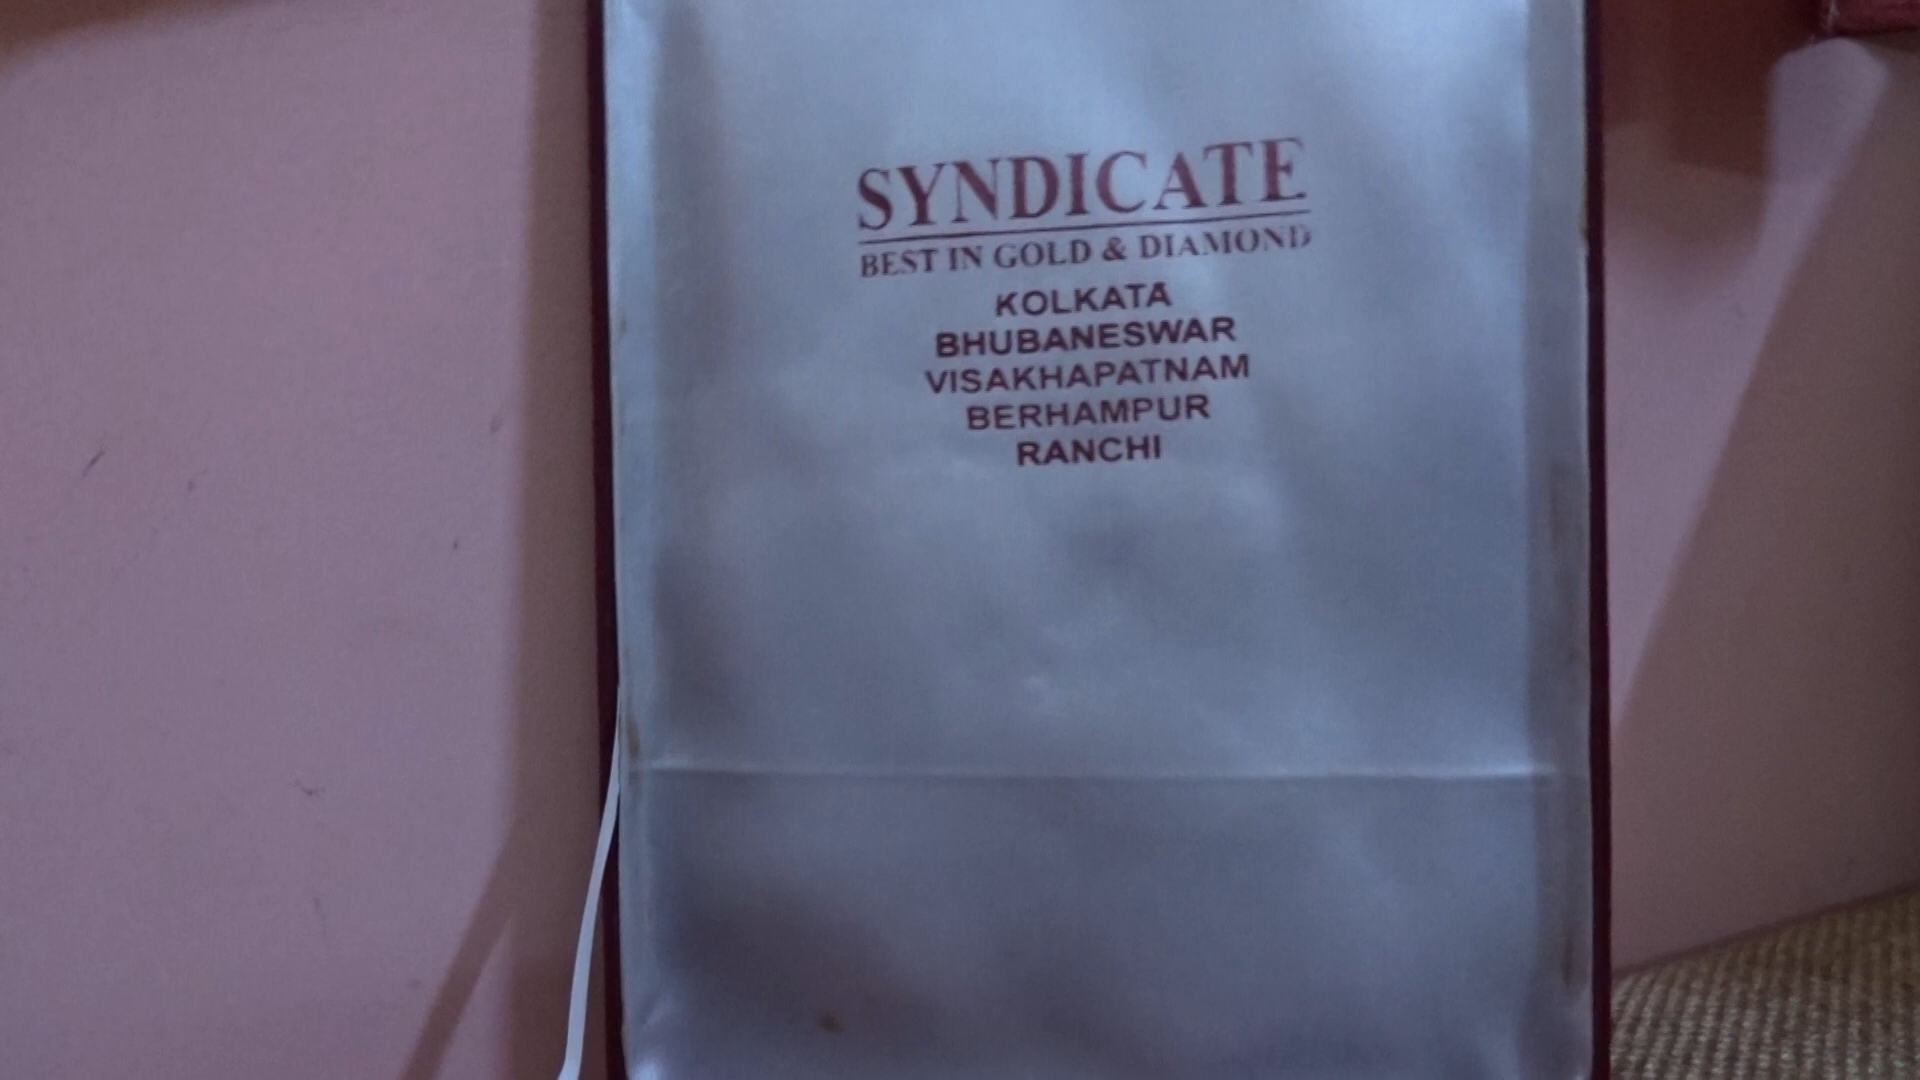 SYNDICATE
BEST IN GOLD & DIAMOND
KOLKATA
BHUBANESWAR
VISAKHAPATNAM
BERHAMPUR
RANCHI